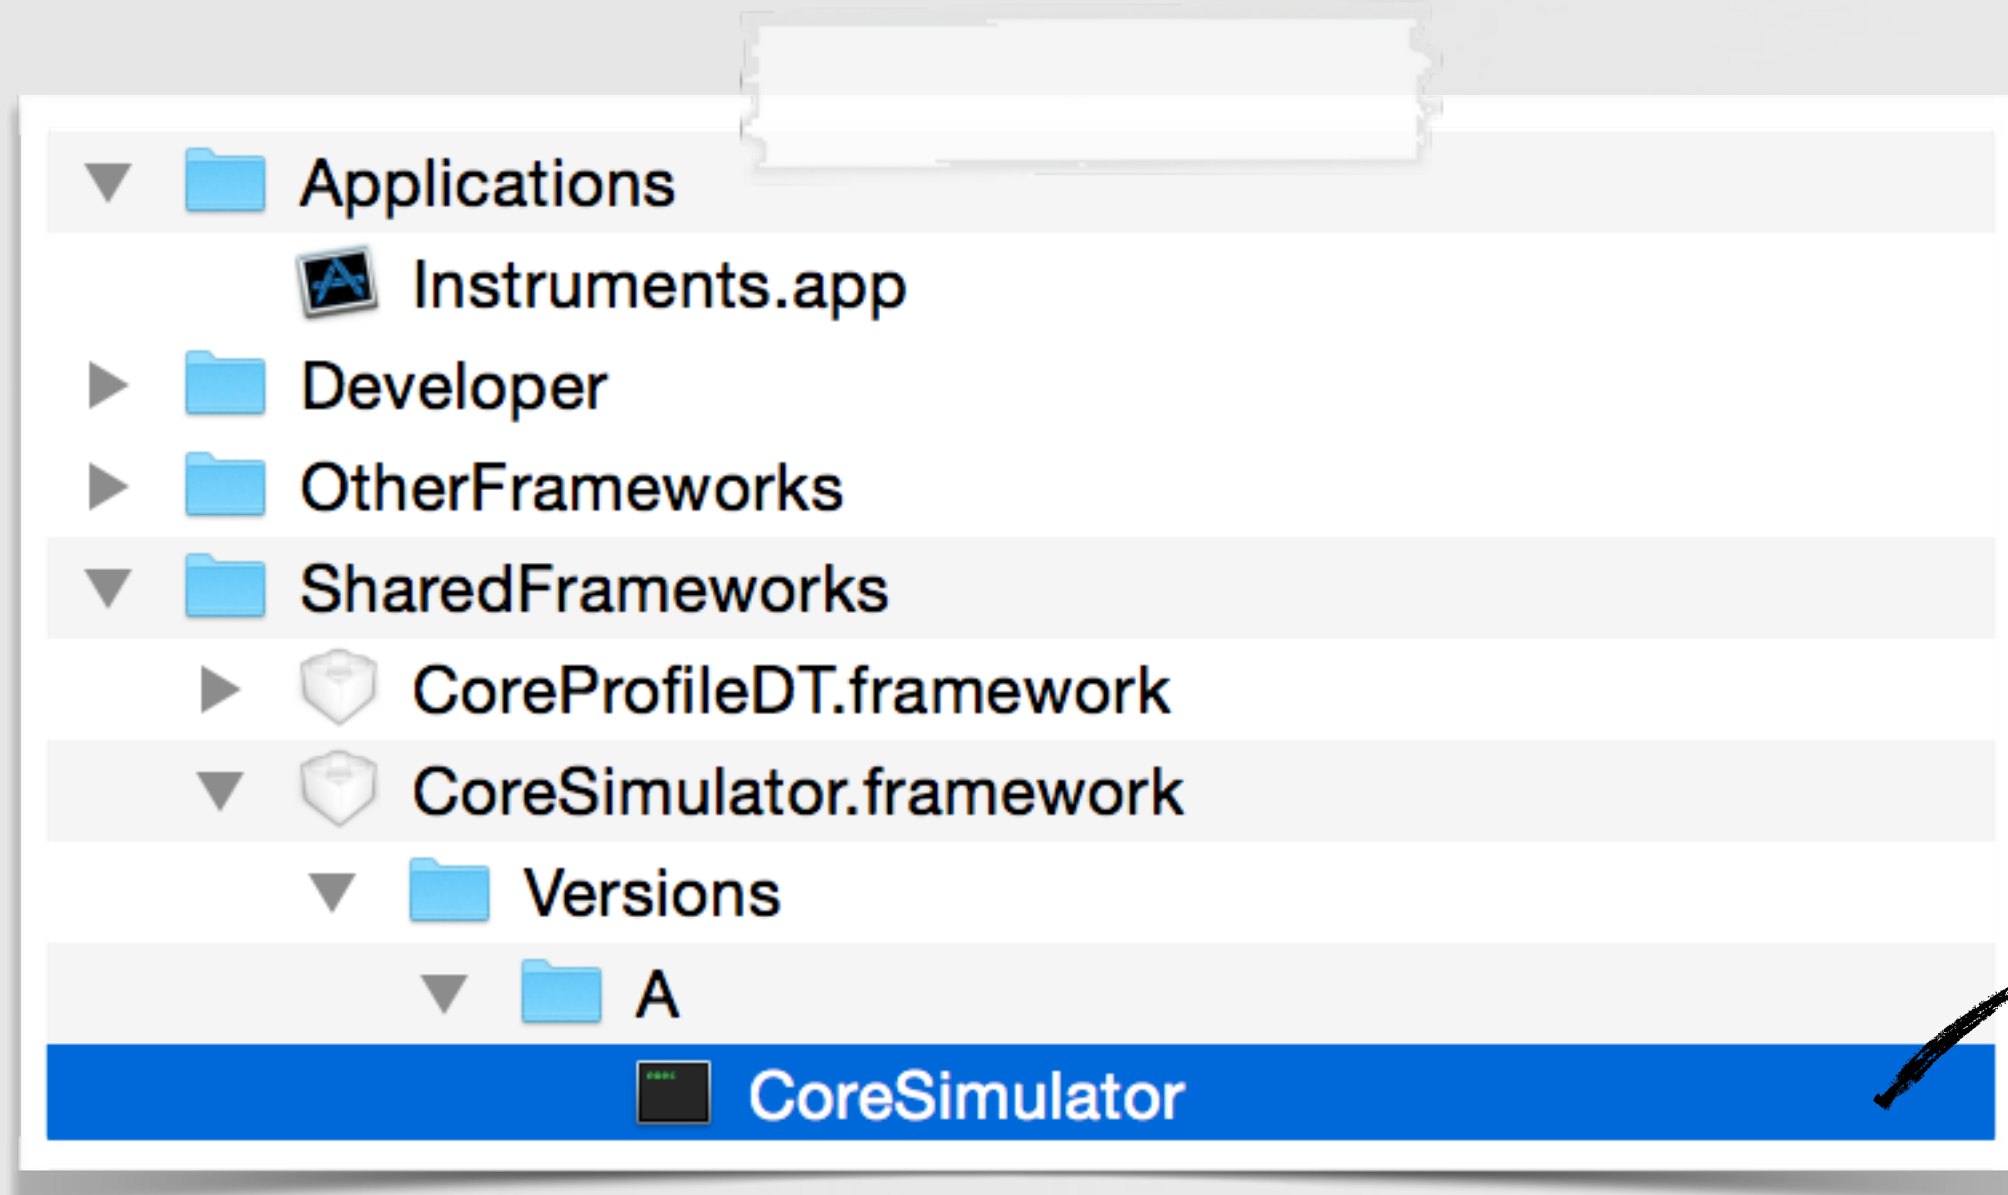 Applications
Instruments.app
Developer
OtherFrameworks
SharedFrameworks
CoreProfileDT.framework
CoreSimulator.framework
Versions
A
CoreSimulator